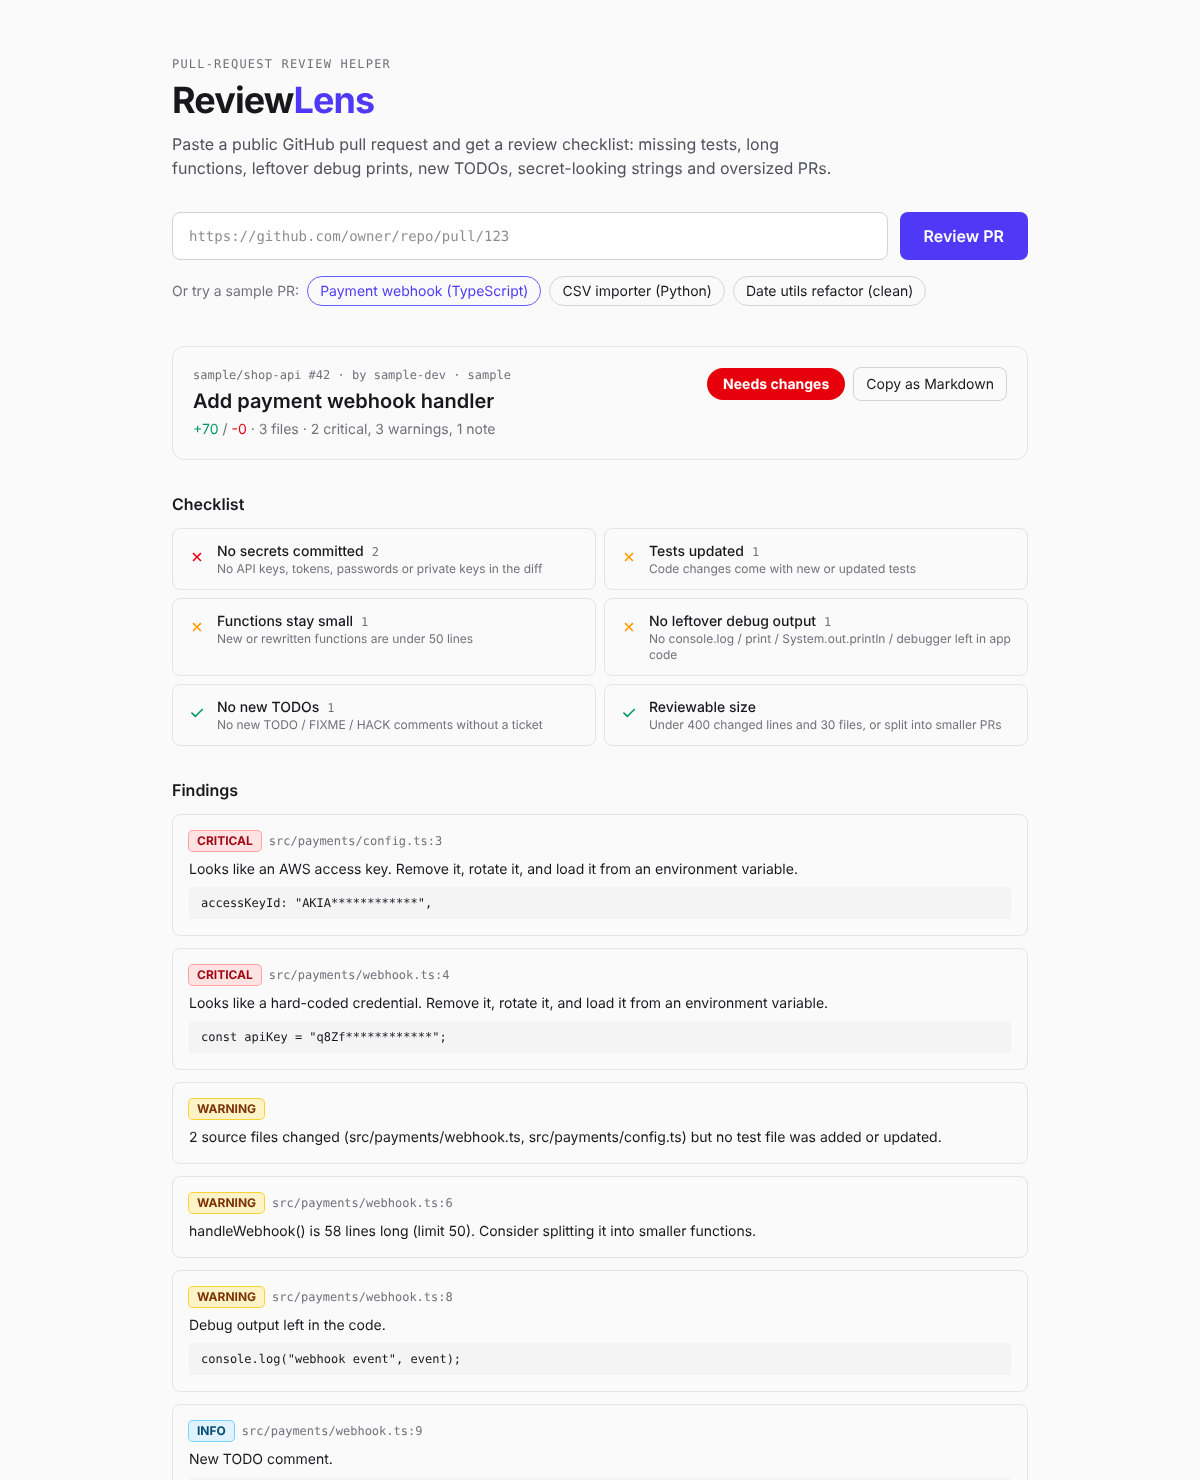 PULL-REQUEST REVIEW HELPER
ReviewLens
Paste a public GitHub pull request and get a review checklist: missing tests, long
functions, leftover debug prints, new TODOs, secret-looking strings and oversized PRs.
https://github.com/owner/repo/pull/123
Review PR
Or try a sample PR:
Payment webhook (TypeScript)
CSV importer (Python)
Date utils refactor (clean)
sample/shop-api #42 · by sample-dev · sample
Add payment webhook handler
+70 / -0 · 3 files · 2 critical, 3 warnings, 1 note
Needs changes
Copy as Markdown
Checklist
No secrets committed 2
No API keys, tokens, passwords or private keys in the diff
Tests updated 1
Code changes come with new or updated tests
Functions stay small 1
New or rewritten functions are under 50 lines
No leftover debug output 1
No console.log / print / System.out.println / debugger left in app
code
No new TODOs 1
No new TODO / FIXME / HACK comments without a ticket
Reviewable size
Under 400 changed lines and 30 files, or split into smaller PRs
Findings
CRITICAL src/payments/config.ts:3
Looks like an AWS access key. Remove it, rotate it, and load it from an environment variable.
accessKeyId: "AKIA************",
CRITICAL src/payments/webhook.ts:4
Looks like a hard-coded credential. Remove it, rotate it, and load it from an environment variable.
const apiKey = "q8Zf************";
WARNING
2 source files changed (src/payments/webhook.ts, src/payments/config.ts) but no test file was added or updated.
WARNING src/payments/webhook.ts:6
handleWebhook() is 58 lines long (limit 50). Consider splitting it into smaller functions.
WARNING src/payments/webhook.ts:8
Debug output left in the code.
console.log("webhook event", event);
INFO src/payments/webhook.ts:9
New TODO comment.